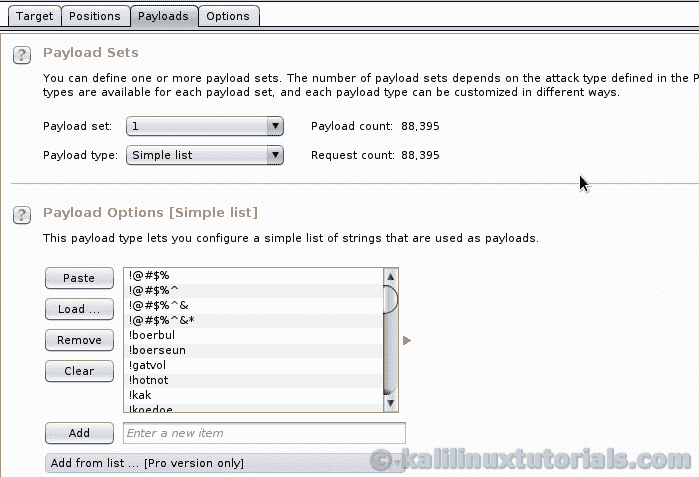 Target Positions Payloads Options
? Payload Sets
You can define one or more payload sets. The number of payload sets depends on the attack type defined in the P
types are available for each payload set, and each payload type can be customized in different ways.
Payload set: 1 Payload count: 88,395
Payload type: Simple list Request count: 88,395
? Payload Options [Simple list]
This payload type lets you configure a simple list of strings that are used as payloads.
Paste
Load ...
Remove
Clear
!@#$%
!@#$%^
!@#$%^&
!@#$%^&*
!boerbul
!boerseun
!gatvol
!hotnot
!kak
!koedoe
Add Enter a new item
Add from list ... [Pro version only]
©kalilinuxtutorials.com